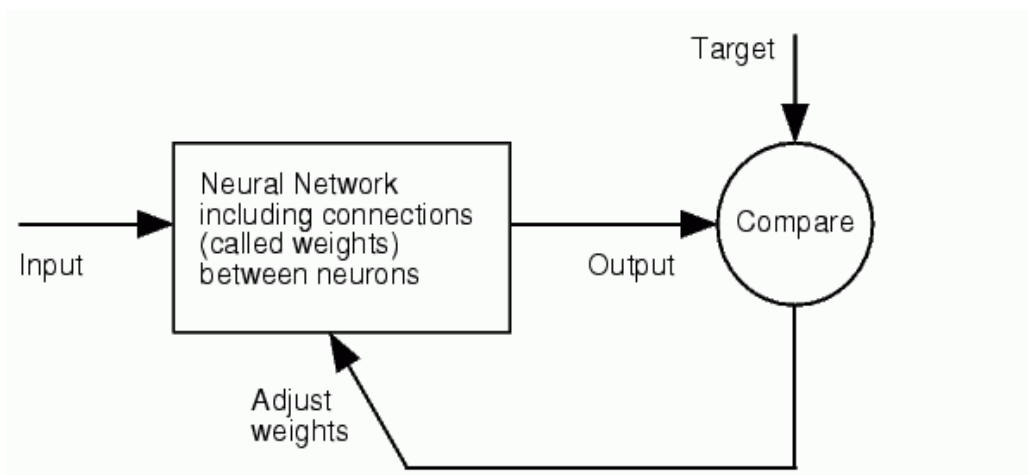 Target
Neural Network
including connections
(called weights)
between neurons
Compare
Input
Output
Adjust
weights